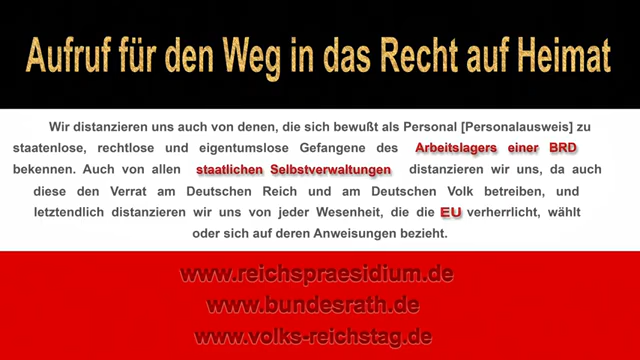 Aufruf für den Weg in das Recht auf Heimat
Wir distanzieren uns auch von denen, die sich bewußt als Personal [Personalausweis] zu
staatenlose, rechtlose und eigentumslose Gefangene des Arbeitslagers einer BRD
bekennen. Auch von allen staatlichen Selbstverwaltungen distanzieren wir uns, da auch
diese den Verrat am Deutschen Reich und am Deutschen Volk betreiben, und
letztendlich distanzieren wir uns von jeder Wesenheit, die die EU verherrlicht, wählt
oder sich auf deren Anweisungen bezieht.
www.reichspraesidium.de
www.bundesrath.de
www.volks-reichstag.de